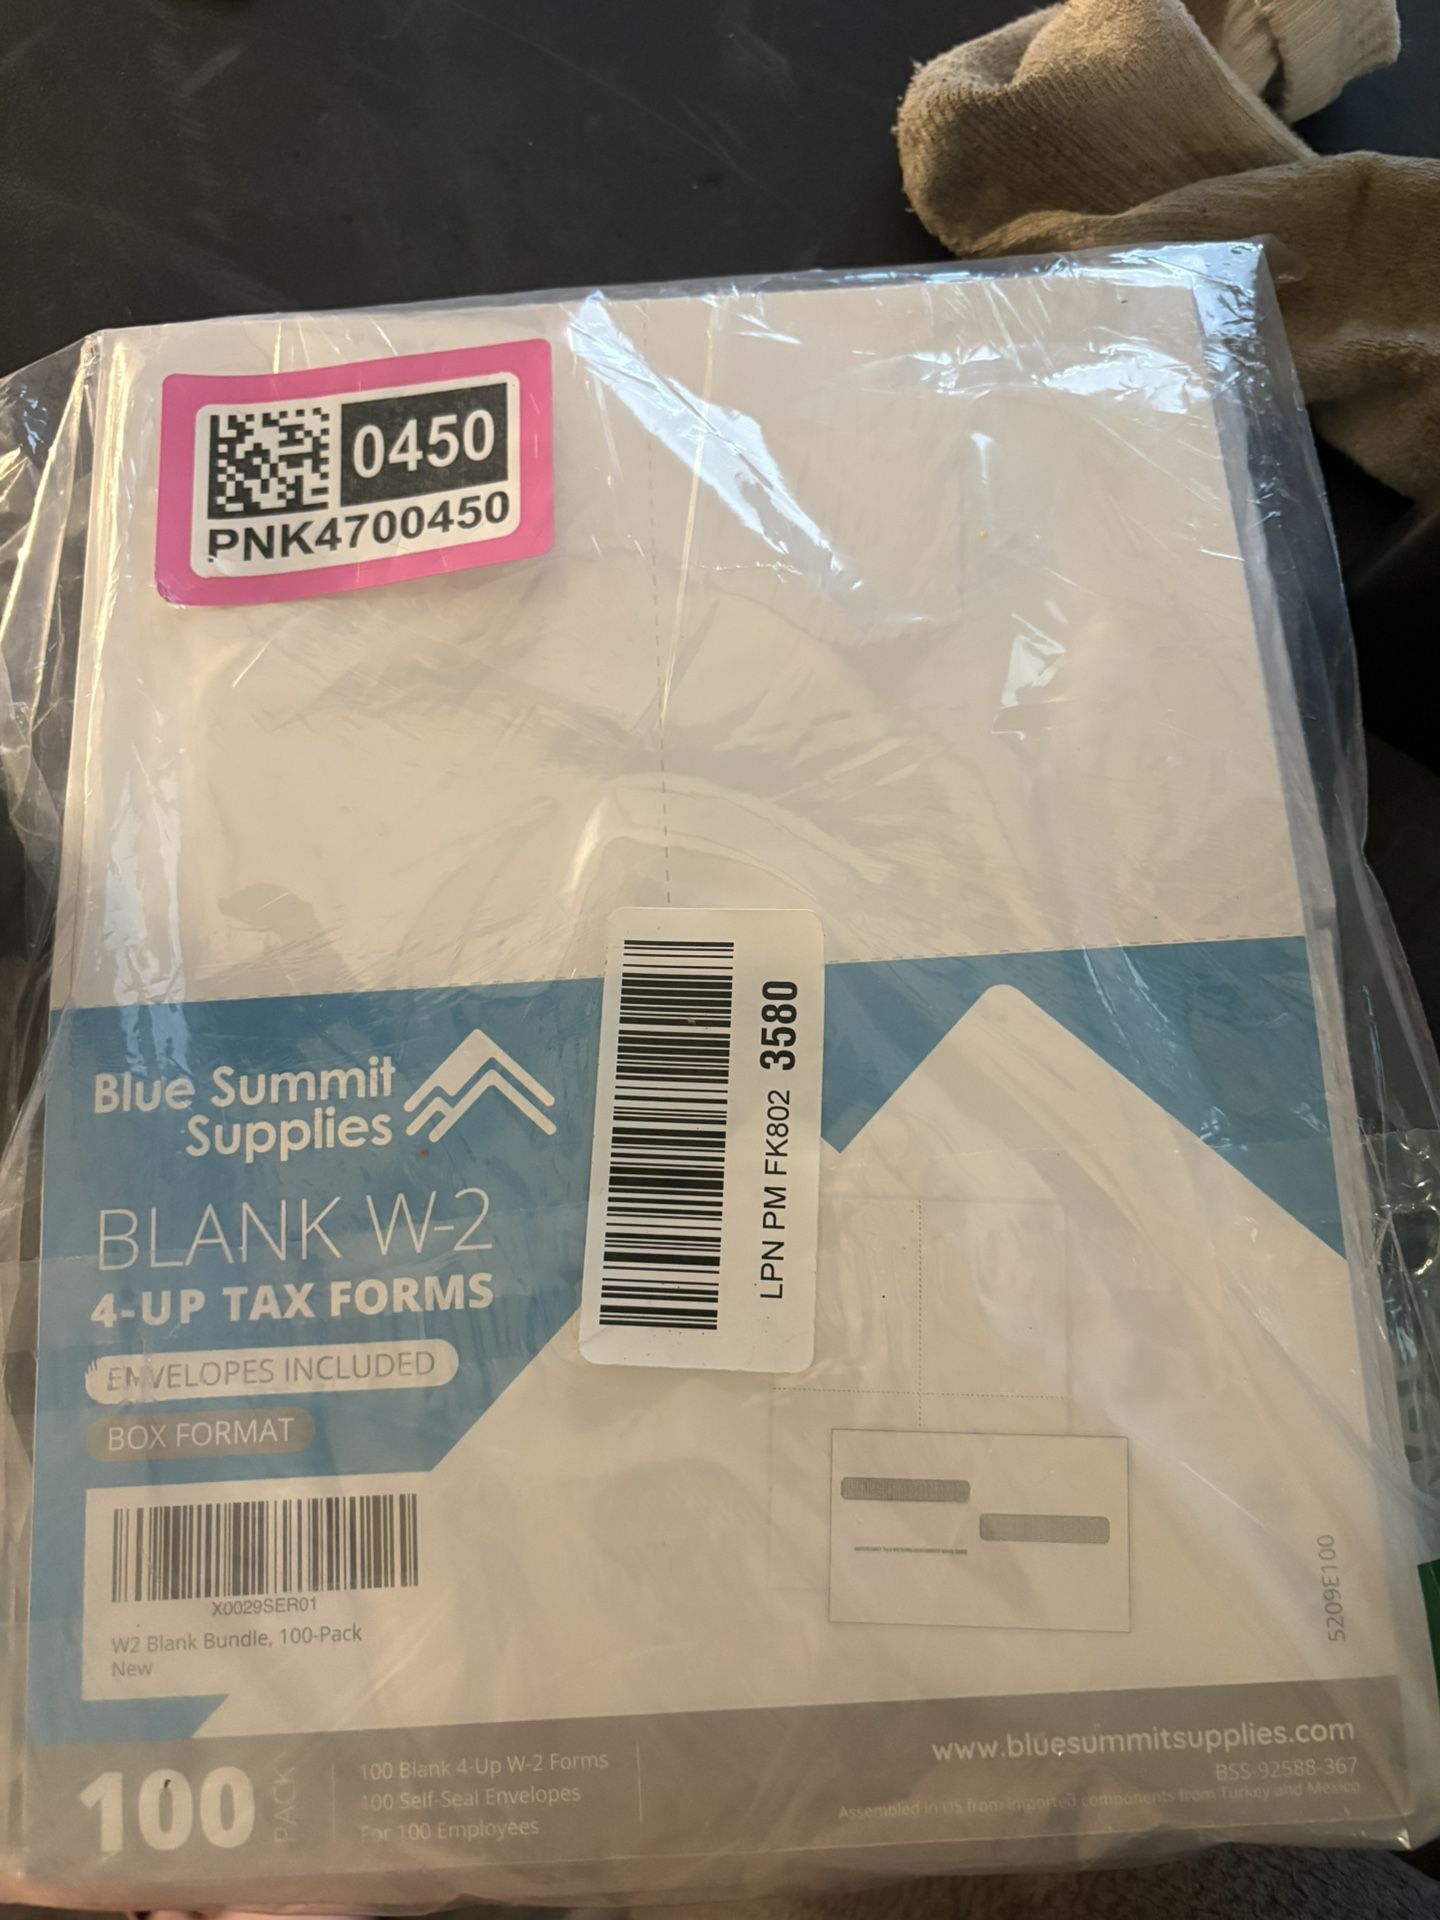 0450
PNK4700450
LPN PM FK802 3580
Blue Summit
Supplies
BLANK W-2
4-UP TAX FORMS
ENVELOPES INCLUDED
BOX FORMAT
X0029SER01
W2 Blank Bundle, 100-Pack
New
5209E100
100 PACK
100 Blank 4-Up W-2 Forms
100 Self-Seal Envelopes
For 100 Employees
www.bluesummitsupplies.com
BSS-92588-367
Assembled in US from imported components from Turkey and Mexico